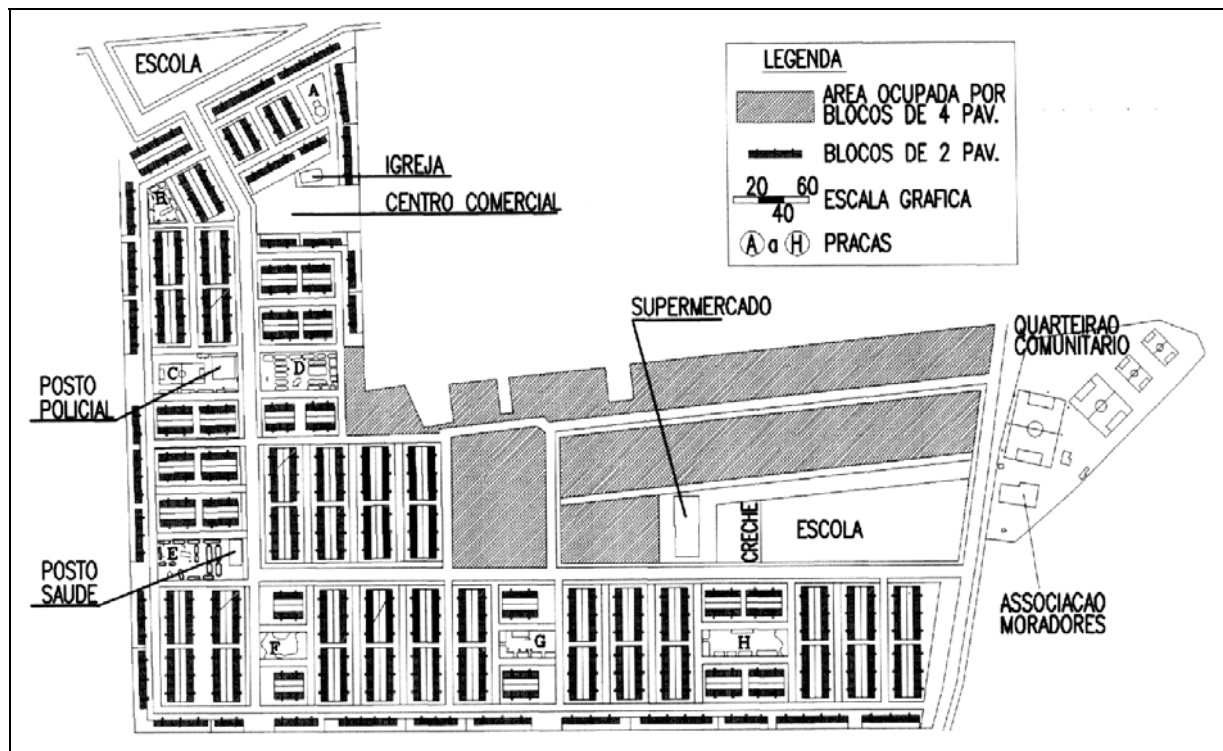 ESCOLA
A
IGREJA
CENTRO COMERCIAL
LEGENDA
AREA OCUPADA POR
BLOCOS DE 4 PAV.
BLOCOS DE 2 PAV.
20 60
40
ESCALA GRAFICA
A a H PRACAS
SUPERMERCADO
QUARTEIRAO
COMUNITÁRIO
POSTO
POLICIAL
C
D
CRECHE
ESCOLA
POSTO
SAUDE
E
ASSOCIACAO
MORADORES
F
G
H